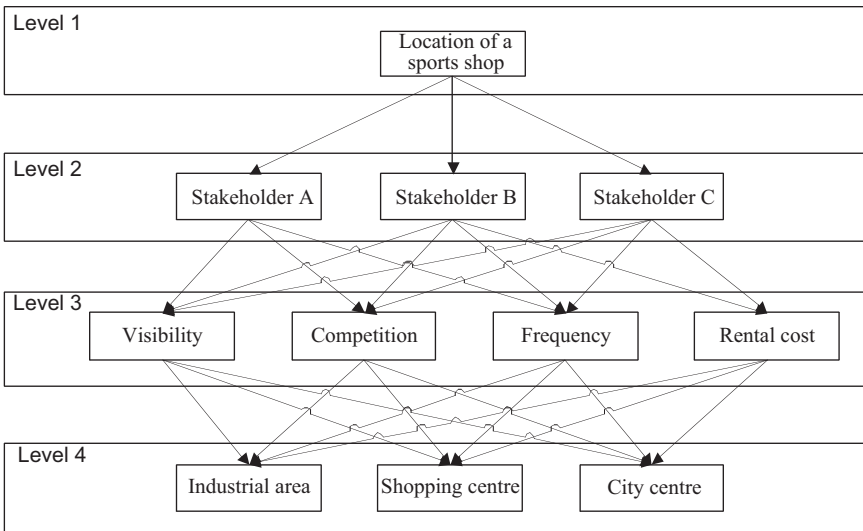 Level 1
Location of a
sports shop
Level 2
Stakeholder A
Stakeholder B
Stakeholder C
Level 3
Visibility
Competition
Frequency
Rental cost
Level 4
Industrial area
Shopping centre
City centre